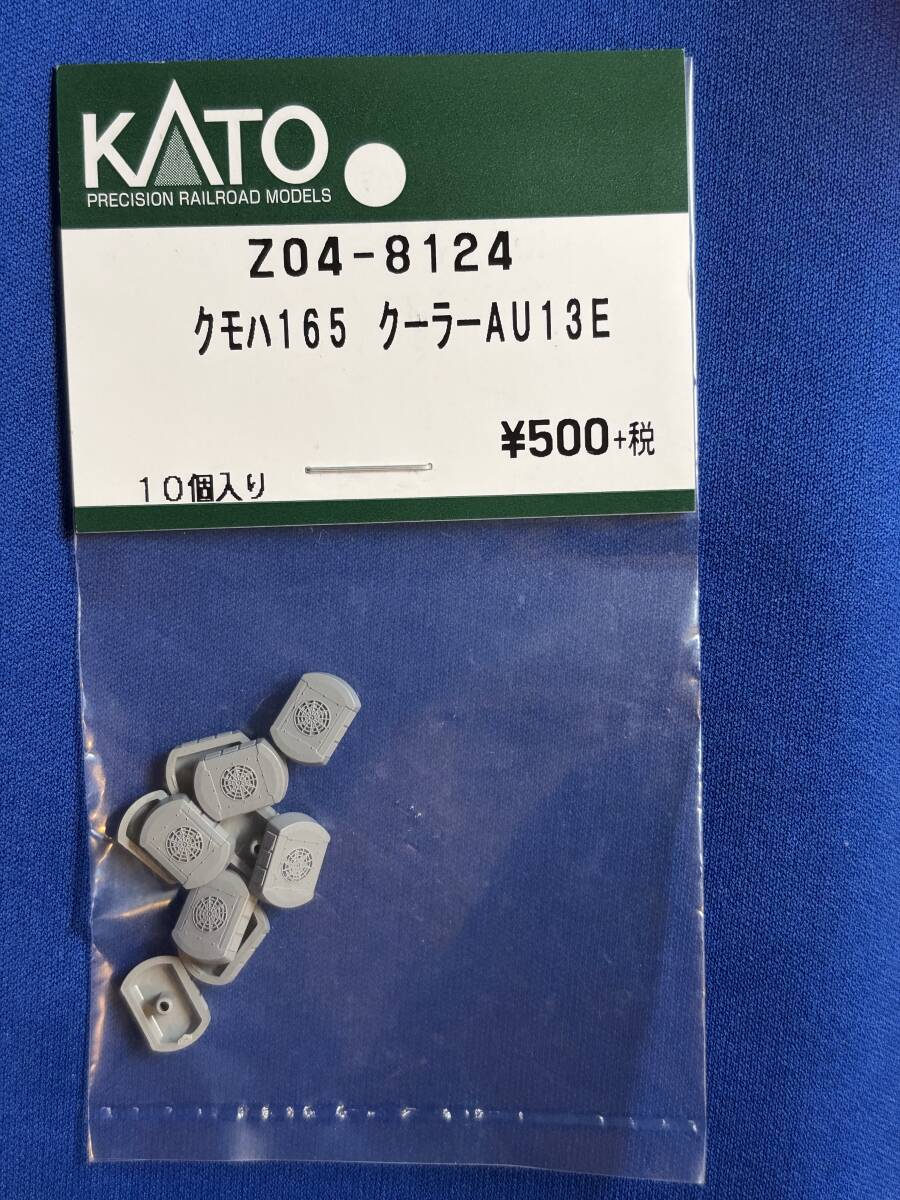 KATO
PRECISION RAILROAD MODELS
Z04-8124
クモハ165 クーラーAU13E
¥500+税
10個入り